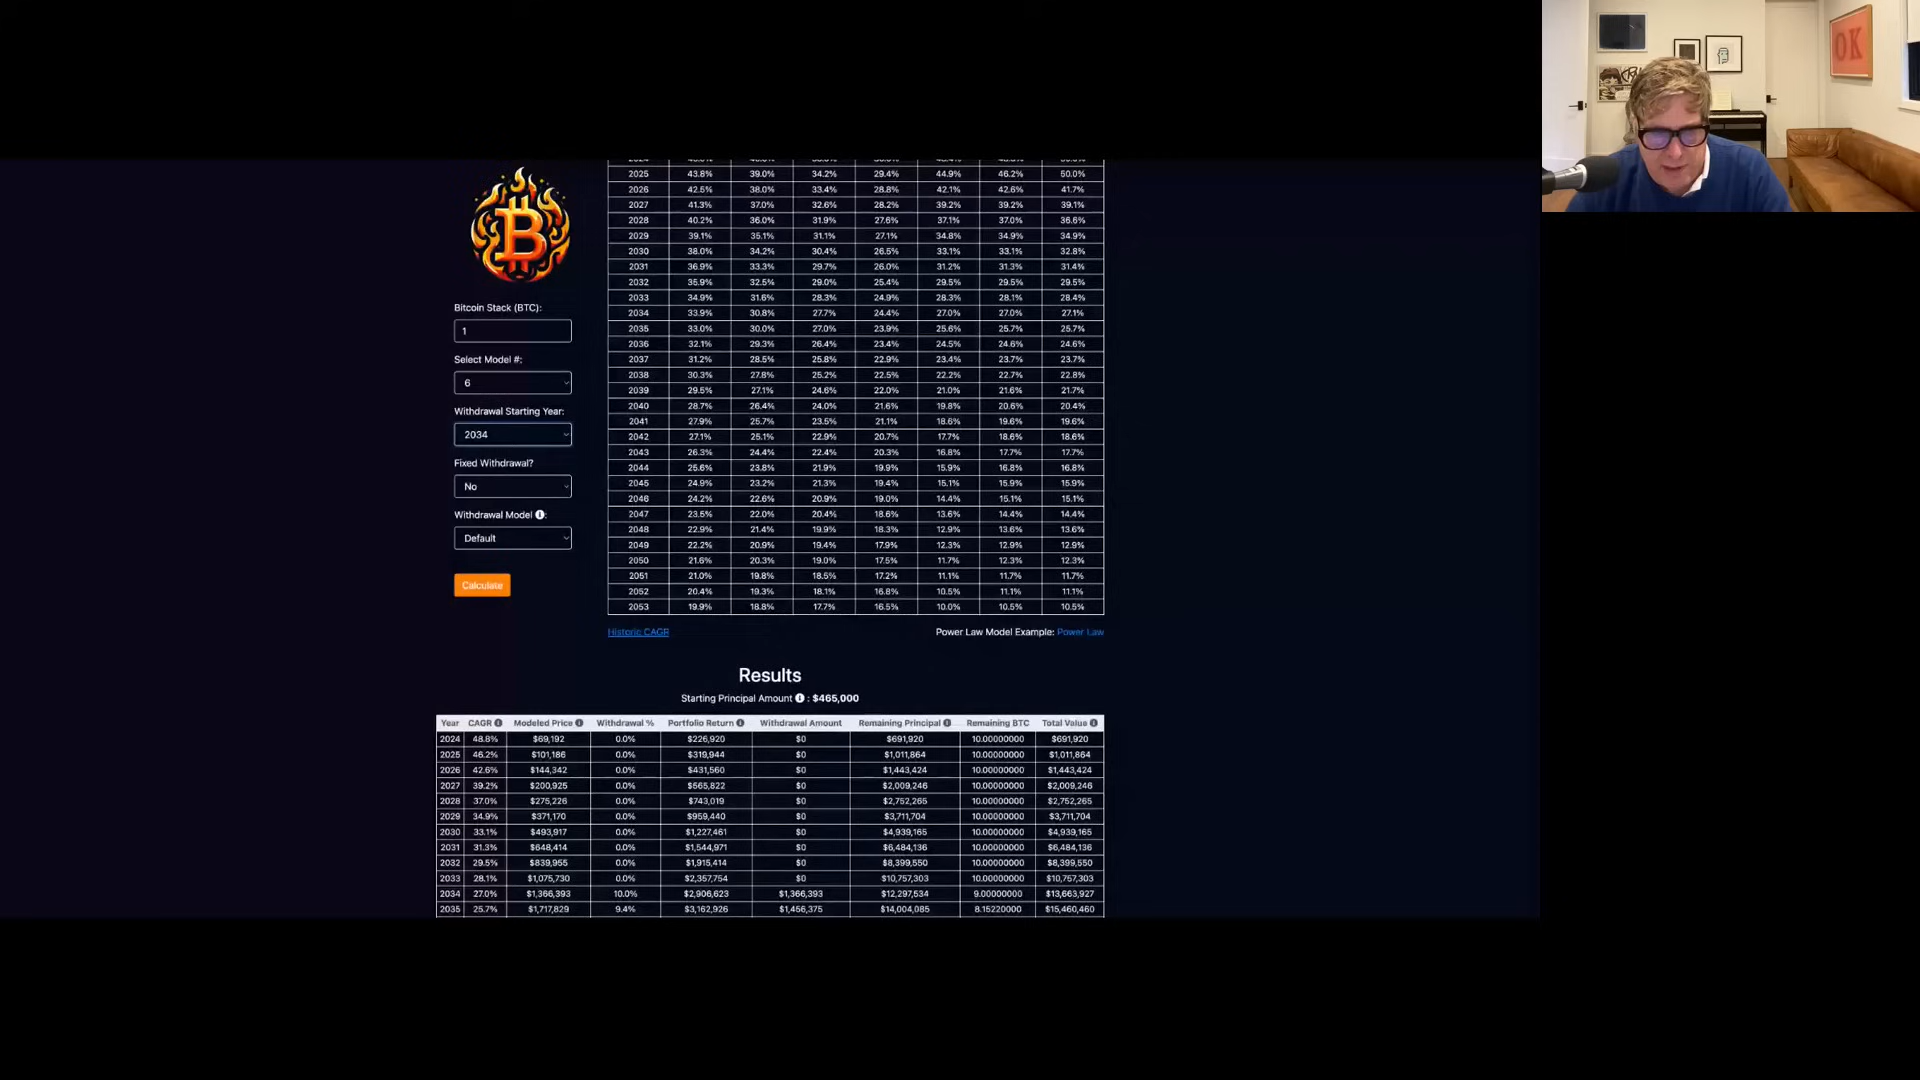 OK
2025 43.8% 39.0% 34.2% 29.4% 44.9% 46.2% 50.0%
2026 42.5% 38.0% 33.4% 28.8% 42.1% 42.6% 41.7%
2027 41.3% 37.0% 32.6% 28.2% 39.2% 39.2% 39.1%
2028 40.2% 36.0% 31.9% 27.6% 37.1% 37.0% 36.6%
2029 39.1% 35.1% 31.1% 27.1% 34.8% 34.9% 34.9%
2030 38.0% 34.2% 30.4% 26.5% 33.1% 33.1% 32.8%
2031 36.9% 33.3% 29.7% 26.0% 31.2% 31.3% 31.4%
2032 35.9% 32.5% 29.0% 25.4% 29.5% 29.5% 29.5%
2033 34.9% 31.6% 28.3% 24.9% 28.3% 28.1% 28.4%
2034 33.9% 30.8% 27.7% 24.4% 27.0% 27.0% 27.1%
2035 33.0% 30.0% 27.0% 23.9% 25.6% 25.7% 25.7%
2036 32.1% 29.3% 26.4% 23.4% 24.5% 24.6% 24.6%
2037 31.2% 28.5% 25.8% 22.9% 23.4% 23.7% 23.7%
2038 30.3% 27.8% 25.2% 22.5% 22.2% 22.7% 22.8%
2039 29.5% 27.1% 24.6% 22.0% 21.0% 21.6% 21.7%
2040 28.7% 26.4% 24.0% 21.6% 19.8% 20.6% 20.4%
2041 27.9% 25.7% 23.5% 21.1% 18.6% 19.6% 19.6%
2042 27.1% 25.1% 22.9% 20.7% 17.7% 18.6% 18.6%
2043 26.3% 24.4% 22.4% 20.3% 16.8% 17.7% 17.7%
2044 25.6% 23.8% 21.9% 19.9% 15.9% 16.8% 16.8%
2045 24.9% 23.2% 21.3% 19.4% 15.1% 15.9% 15.9%
2046 24.2% 22.6% 20.9% 19.0% 14.4% 15.1% 15.1%
2047 23.5% 22.0% 20.4% 18.6% 13.6% 14.4% 14.4%
2048 22.9% 21.4% 19.9% 18.3% 12.9% 13.6% 13.6%
2049 22.2% 20.9% 19.4% 17.9% 12.3% 12.9% 12.9%
2050 21.6% 20.3% 19.0% 17.5% 11.7% 12.3% 12.3%
2051 21.0% 19.8% 18.5% 17.2% 11.1% 11.7% 11.7%
2052 20.4% 19.3% 18.1% 16.8% 10.5% 11.1% 11.1%
2053 19.9% 18.8% 17.7% 16.5% 10.0% 10.5% 10.5%
Bitcoin Stack (BTC):
1
Select Model #:
6
Withdrawal Starting Year:
2034
Fixed Withdrawal?
No
Withdrawal Model :
Default
Calculate
Historic CAGR
Power Law Model Example: Power Law
Results
Starting Principal Amount : $465,000
Year CAGR Modeled Price Withdrawal % Portfolio Return Withdrawal Amount Remaining Principal Remaining BTC Total Value
2024 48.8% $69,192 0.0% $226,920 $0 $691,920 10.00000000 $691,920
2025 46.2% $101,186 0.0% $319,944 $0 $1,011,864 10.00000000 $1,011,864
2026 42.6% $144,342 0.0% $431,560 $0 $1,443,424 10.00000000 $1,443,424
2027 39.2% $200,925 0.0% $565,822 $0 $2,009,246 10.00000000 $2,009,246
2028 37.0% $275,226 0.0% $743,019 $0 $2,752,265 10.00000000 $2,752,265
2029 34.9% $371,170 0.0% $959,440 $0 $3,711,704 10.00000000 $3,711,704
2030 33.1% $493,917 0.0% $1,227,461 $0 $4,939,165 10.00000000 $4,939,165
2031 31.3% $648,414 0.0% $1,544,971 $0 $6,484,136 10.00000000 $6,484,136
2032 29.5% $839,955 0.0% $1,915,414 $0 $8,399,550 10.00000000 $8,399,550
2033 28.1% $1,075,730 0.0% $2,357,754 $0 $10,757,303 10.00000000 $10,757,303
2034 27.0% $1,366,393 10.0% $2,906,623 $1,366,393 $12,297,534 9.00000000 $13,663,927
2035 25.7% $1,717,829 9.4% $3,162,926 $1,456,375 $14,004,085 8.15220000 $15,460,460